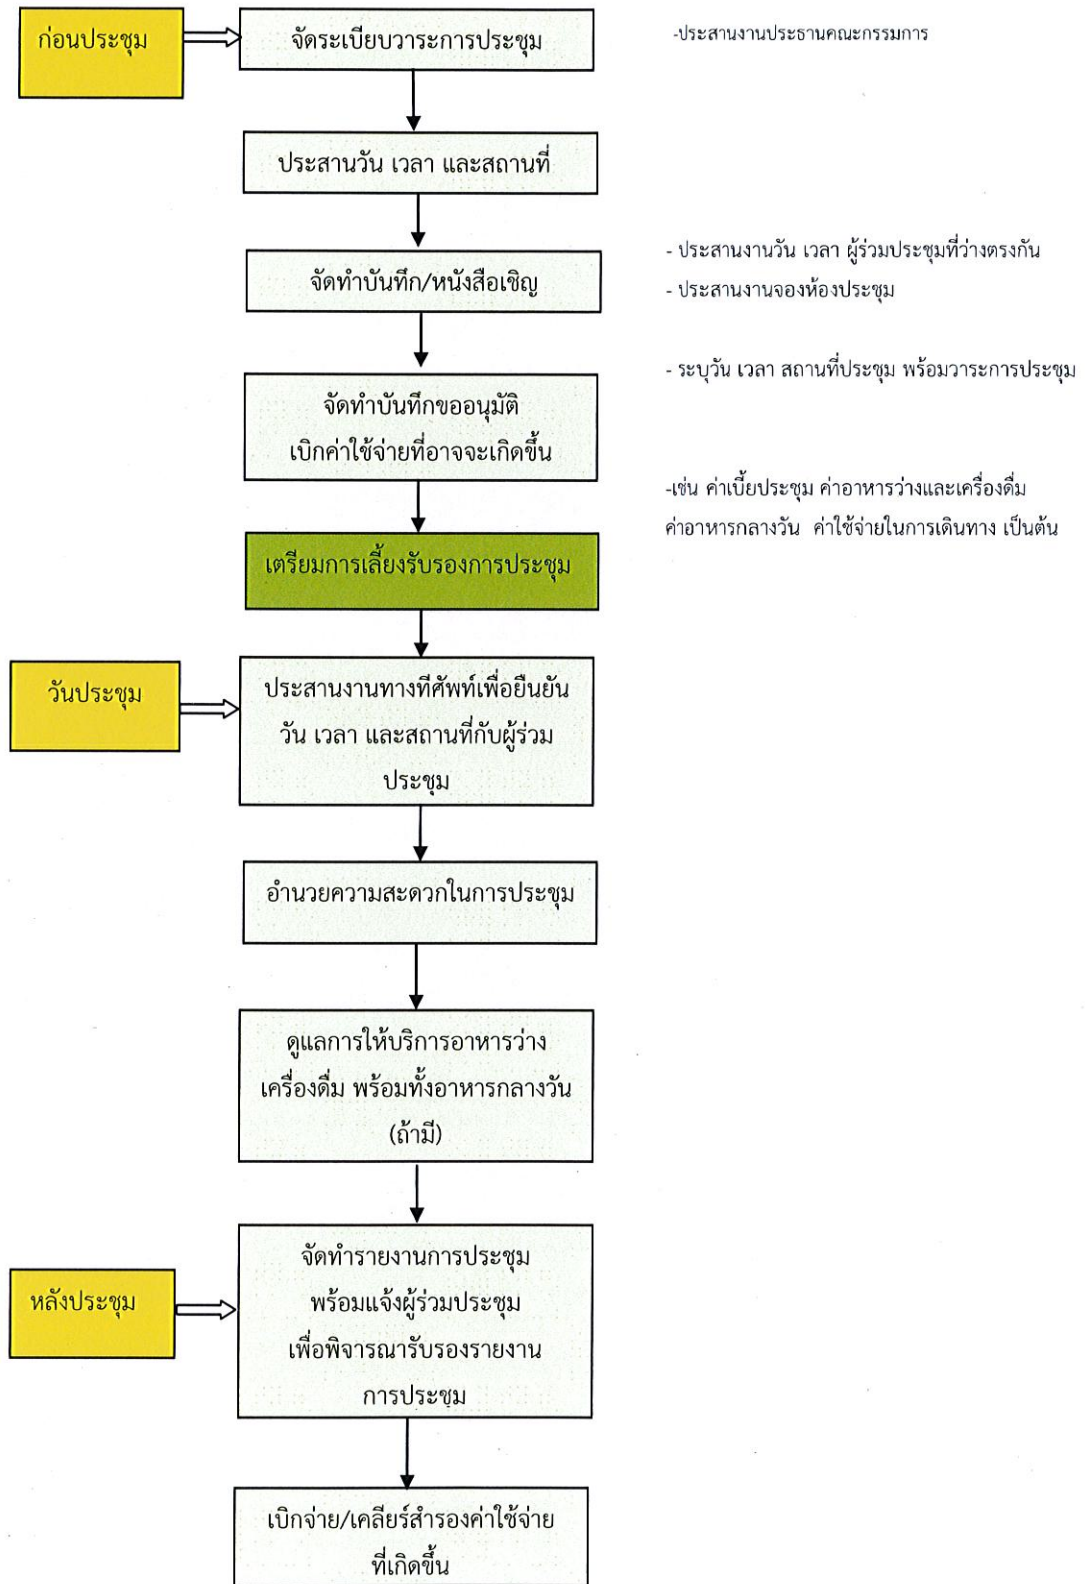 ก่อนประชุม
จัดระเบียบวาระการประชุม
-ประสานงานประธานคณะกรรมการ
ประสานวัน เวลา และสถานที่
จัดทำบันทึก/หนังสือเชิญ
- ประสานงานวัน เวลา ผู้ร่วมประชุมที่ว่างตรงกัน
- ประสานงานจองห้องประชุม
- ระบุวัน เวลา สถานที่ประชุม พร้อมวาระการประชุม
จัดทำบันทึกขออนุมัติ
เบิกค่าใช้จ่ายที่อาจจะเกิดขึ้น
-เช่น ค่าเบี้ยประชุม ค่าอาหารว่างและเครื่องดื่ม
ค่าอาหารกลางวัน ค่าใช้จ่ายในการเดินทาง เป็นต้น
เตรียมการเลี้ยงรับรองการประชุม
วันประชุม
ประสานงานทางทีศัพท์เพื่อยืนยัน
วัน เวลา และสถานที่กับผู้ร่วม
ประชุม
อำนวยความสะดวกในการประชุม
ดูแลการให้บริการอาหารว่าง
เครื่องดื่ม พร้อมทั้งอาหารกลางวัน
(ถ้ามี)
หลังประชุม
จัดทำรายงานการประชุม
พร้อมแจ้งผู้ร่วมประชุม
เพื่อพิจารณารับรองรายงาน
การประชุม
เบิกจ่าย/เคลียร์สำรองค่าใช้จ่าย
ที่เกิดขึ้น